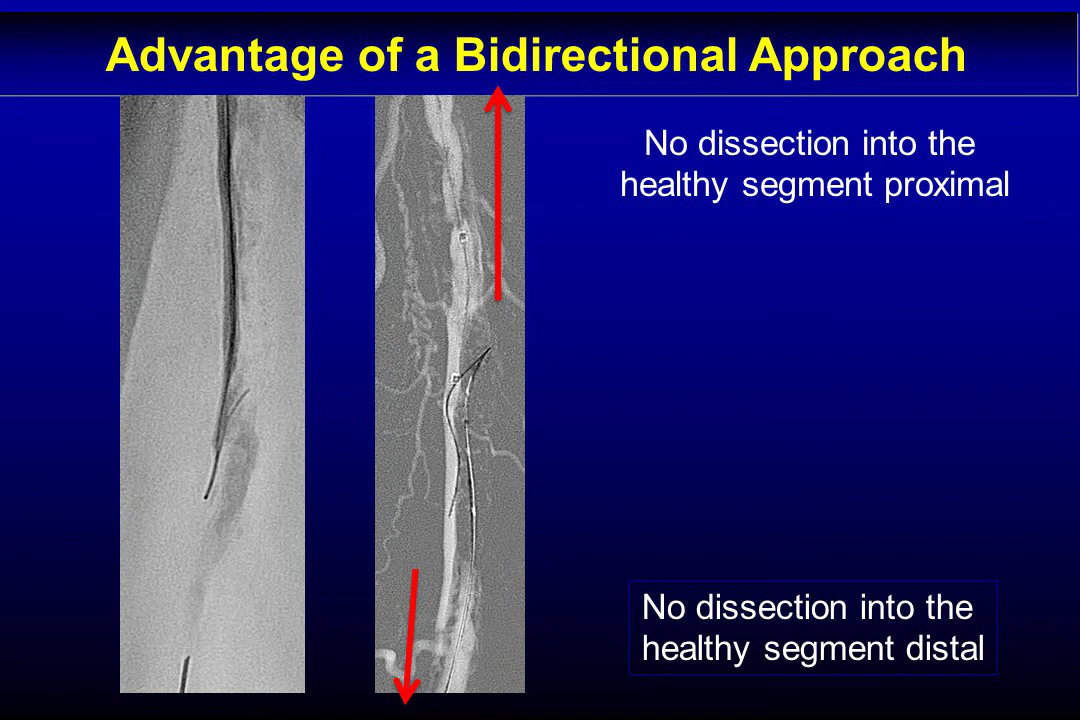 Advantage of a Bidirectional Approach
No dissection into the
healthy segment proximal
No dissection into the
healthy segment distal